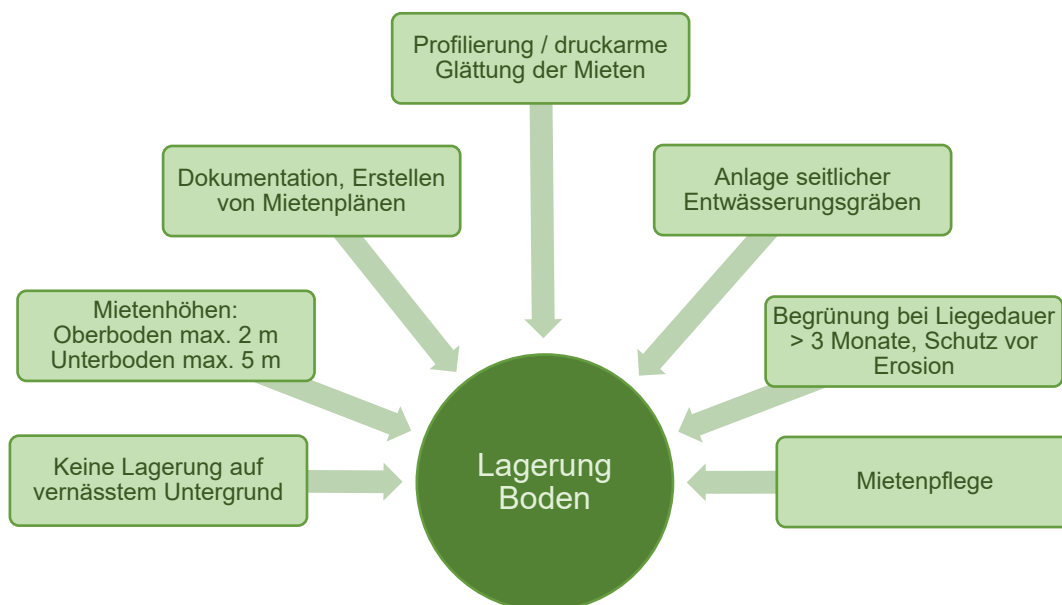 Profilierung / druckarme
Glättung der Mieten
Dokumentation, Erstellen
von Mietenplänen
Anlage seitlicher
Entwässerungsgräben
Mietenhöhen:
Oberboden max. 2 m
Unterboden max. 5 m
Begrünung bei Liegedauer
> 3 Monate, Schutz vor
Erosion
Keine Lagerung auf
vernässtem Untergrund
Lagerung
Boden
Mietenpflege